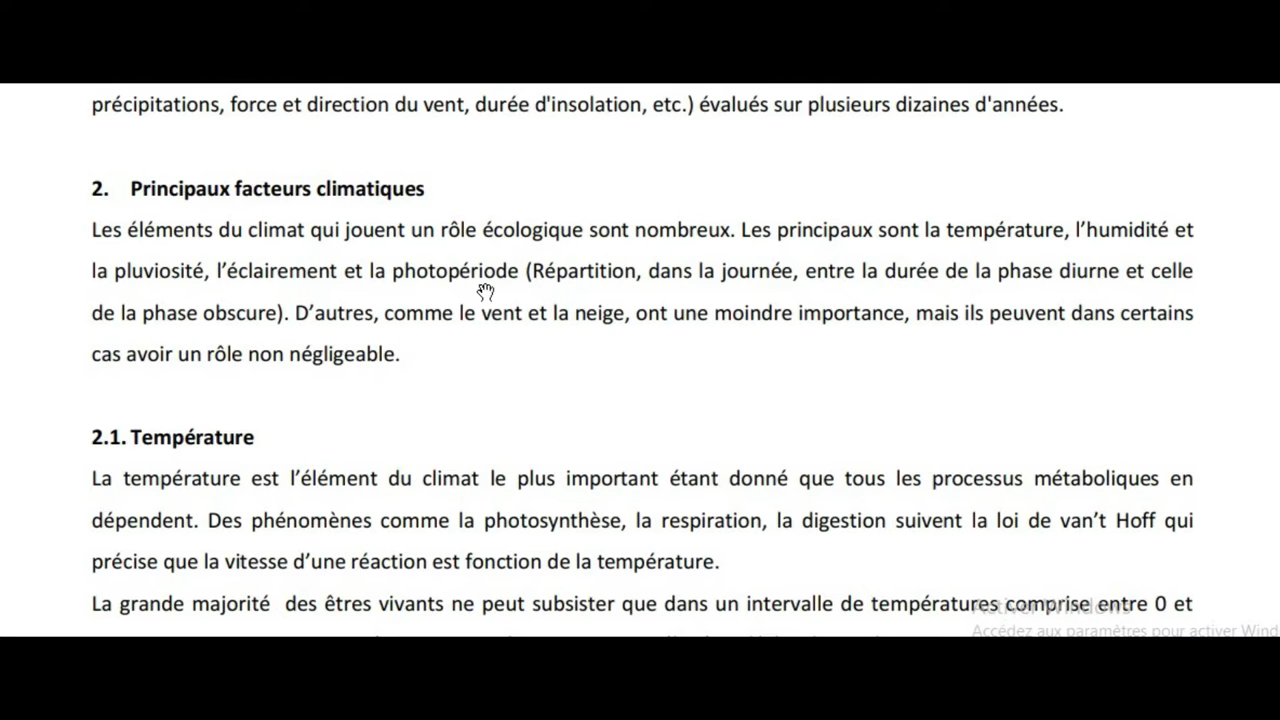 précipitations, force et direction du vent, durée d'insolation, etc.) évalués sur plusieurs dizaines d'années.
2. Principaux facteurs climatiques
Les éléments du climat qui jouent un rôle écologique sont nombreux. Les principaux sont la température, l’humidité et
la pluviosité, l’éclairement et la photopériode (Répartition, dans la journée, entre la durée de la phase diurne et celle
de la phase obscure). D’autres, comme le vent et la neige, ont une moindre importance, mais ils peuvent dans certains
cas avoir un rôle non négligeable.
2.1. Température
La température est l’élément du climat le plus important étant donné que tous les processus métaboliques en
dépendent. Des phénomènes comme la photosynthèse, la respiration, la digestion suivent la loi de van’t Hoff qui
précise que la vitesse d’une réaction est fonction de la température.
La grande majorité des êtres vivants ne peut subsister que dans un intervalle de températures comprise entre 0 et
Activer Windows
Accédez aux paramètres pour activer Wind